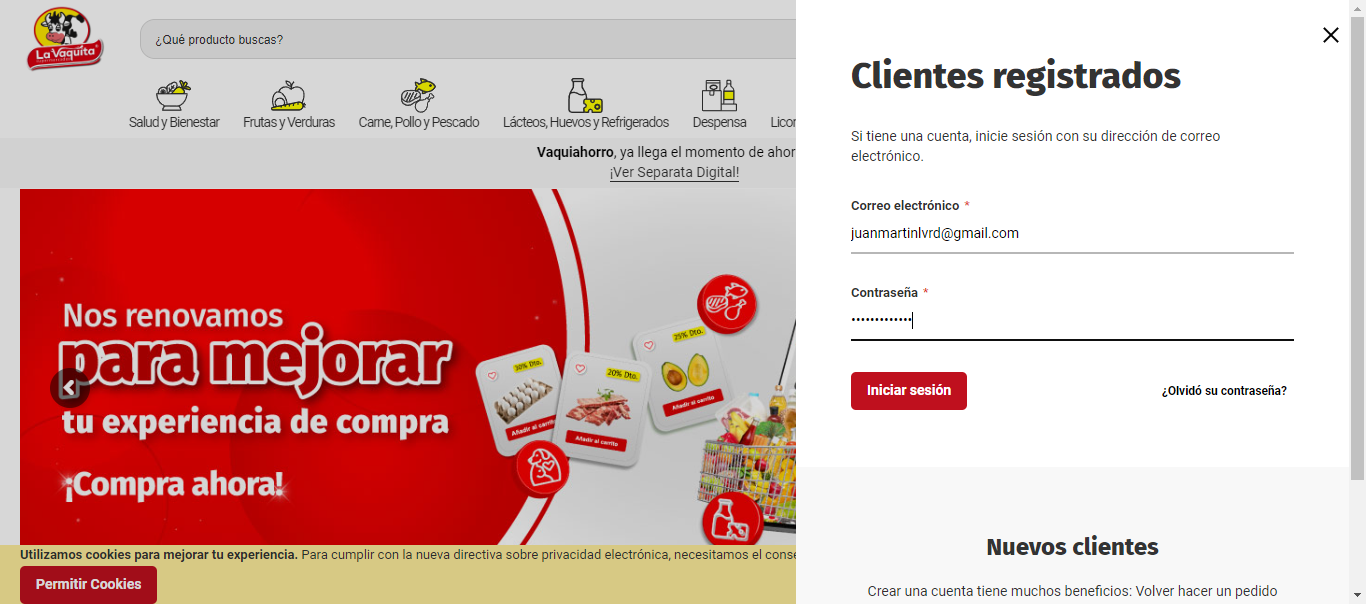 La Vaquita
¿Qué producto buscas?
Salud y Bienestar
Frutas y Verduras
Carne, Pollo y Pescado
Lácteos, Huevos y Refrigerados
Despensa
Licor
Vaquiahorro, ya llega el momento de ahor
¡Ver Separata Digital!
Nos renovamos
para mejorar
tu experiencia de compra
¡Compra ahora!
30% Dto.
Añadir al carrito
20% Dto.
Añadir al carrito
25% Dto.
Añadir al carrito
Utilizamos cookies para mejorar tu experiencia. Para cumplir con la nueva directiva sobre privacidad electrónica, necesitamos el conse
Permitir Cookies
Clientes registrados
Si tiene una cuenta, inicie sesión con su dirección de correo
electrónico.
Correo electrónico *
juanmartinlvrd@gmail.com
Contraseña *
•••••••••••••
Iniciar sesión
¿Olvidó su contraseña?
Nuevos clientes
Crear una cuenta tiene muchos beneficios: Volver hacer un pedido